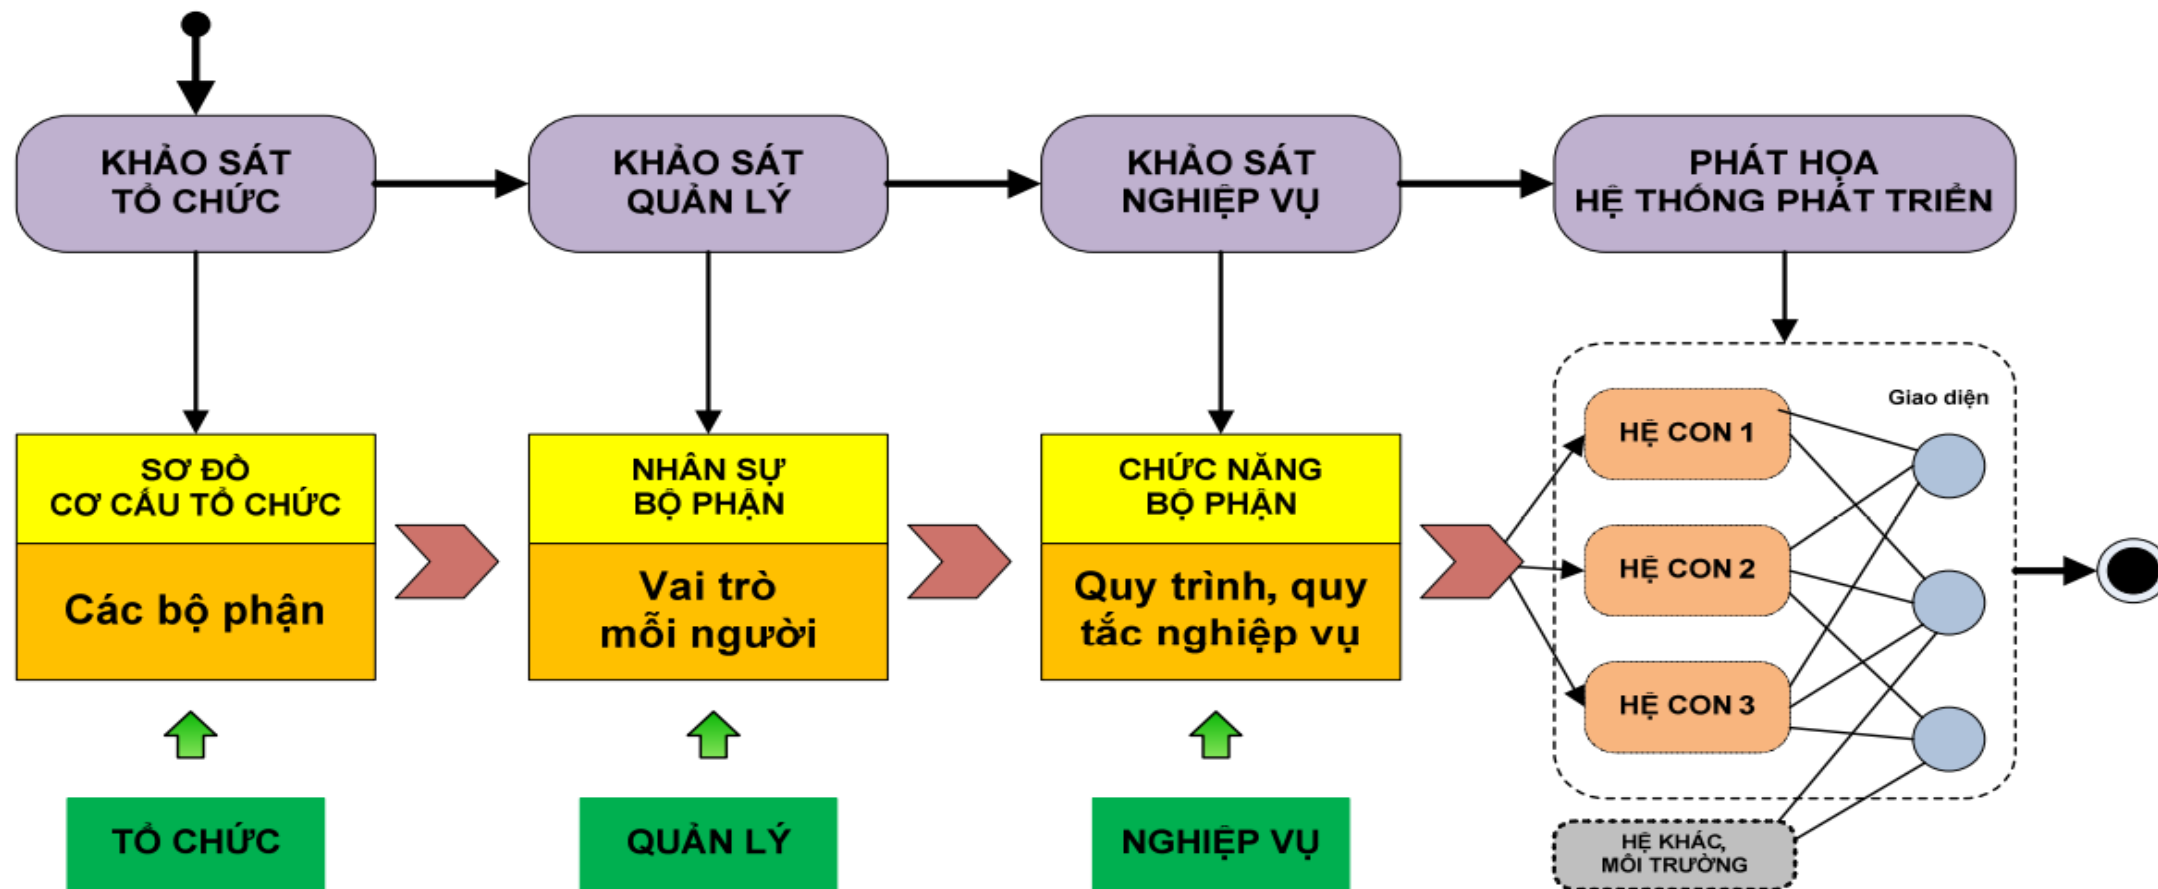 KHẢO SÁT
TỔ CHỨC
KHẢO SÁT
QUẢN LÝ
KHẢO SÁT
NGHIỆP VỤ
PHÁT HỌA
HỆ THỐNG PHÁT TRIỂN
SƠ ĐỒ
CƠ CẤU TỔ CHỨC
Các bộ phận
NHÂN SỰ
BỘ PHẬN
Vai trò
mỗi người
CHỨC NĂNG
BỘ PHẬN
Quy trình, quy
tắc nghiệp vụ
Giao diện
HỆ CON 1
HỆ CON 2
HỆ CON 3
TỔ CHỨC
QUẢN LÝ
NGHIỆP VỤ
HỆ KHÁC,
MÔI TRƯỜNG